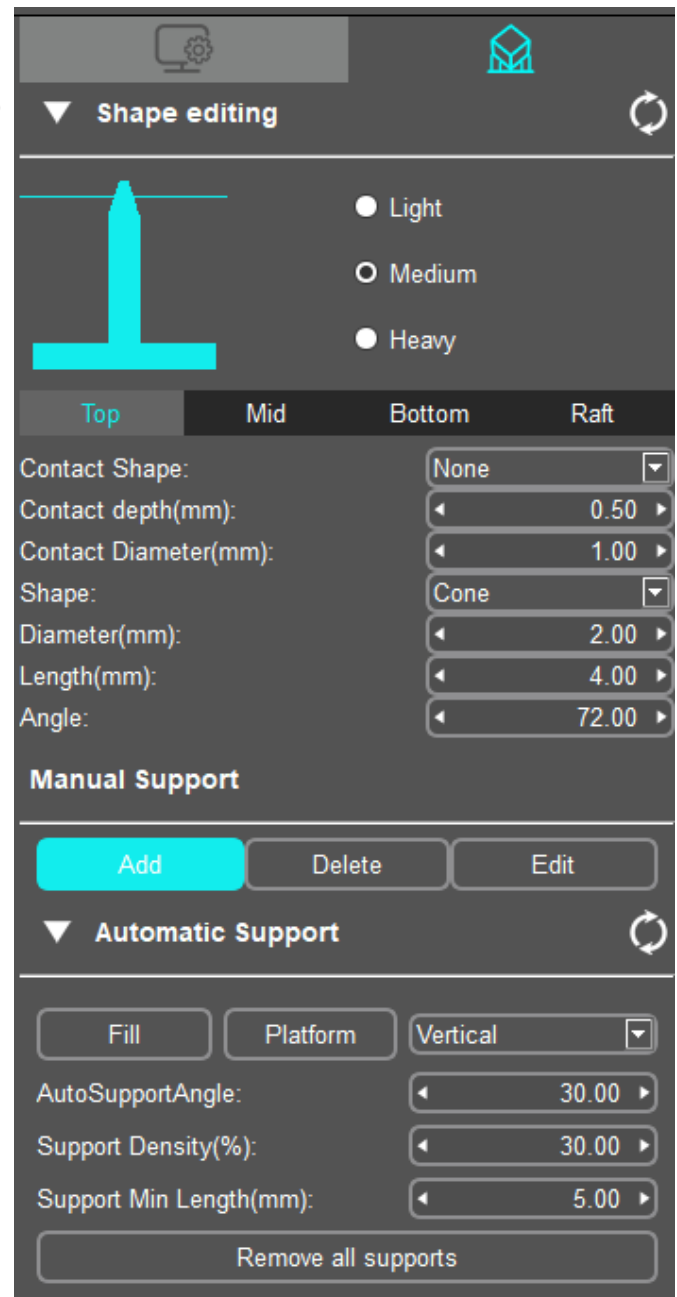 Shape editing
Light
Medium
Heavy
Top Mid Bottom Raft
Contact Shape: None
Contact depth(mm): 0.50
Contact Diameter(mm): 1.00
Shape: Cone
Diameter(mm): 2.00
Length(mm): 4.00
Angle: 72.00
Manual Support
Add Delete Edit
Automatic Support
Fill Platform Vertical
AutoSupportAngle: 30.00
Support Density(%): 30.00
Support Min Length(mm): 5.00
Remove all supports